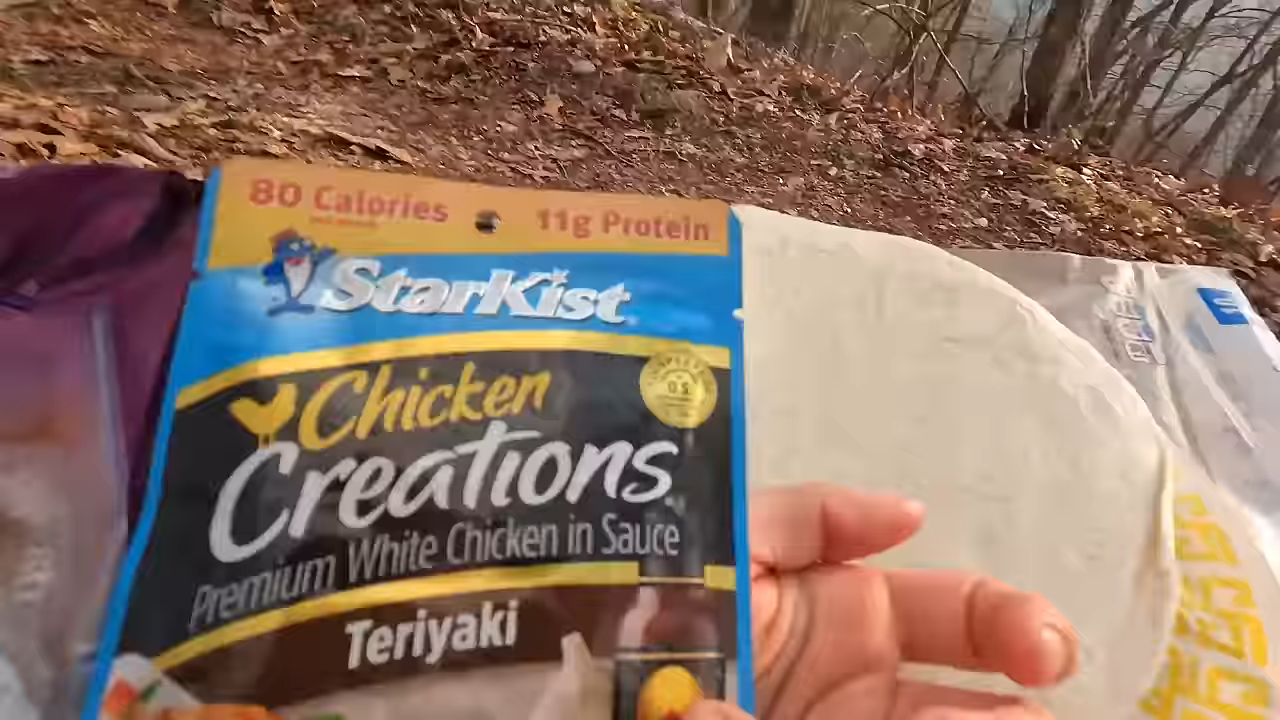 80 Calories
11g Protein
StarKist
Chicken
Creations
Premium White Chicken in Sauce
Teriyaki
U.S.